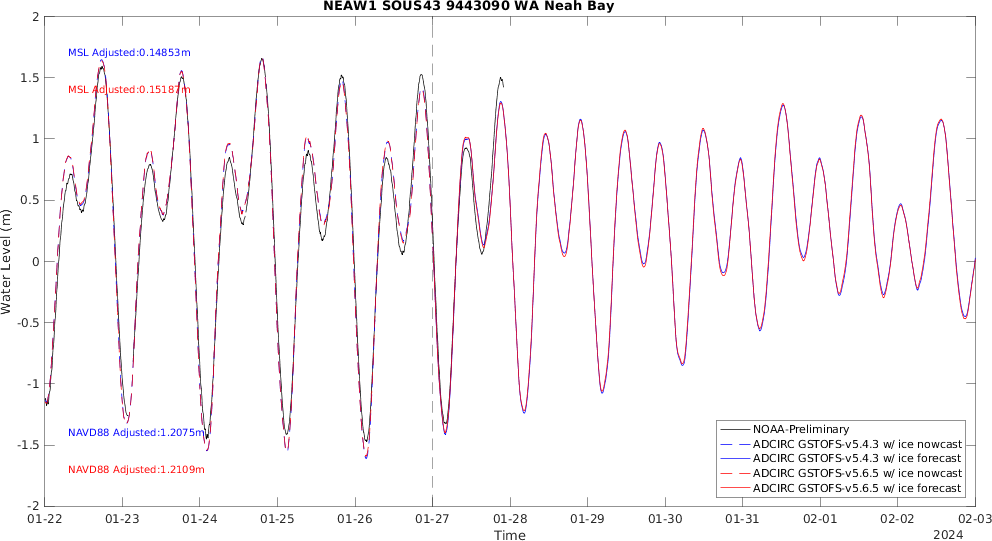 NEAW1 SOUS43 9443090 WA Neah Bay
MSL Adjusted:0.14853m
MSL Adjusted:0.15187m
NAVD88 Adjusted:1.2075m
NAVD88 Adjusted:1.2109m
Water Level (m)
2
1.5
1
0.5
0
-0.5
-1
-1.5
-2
NOAA-Preliminary
ADCIRC GSTOFS-v5.4.3 w/ ice nowcast
ADCIRC GSTOFS-v5.4.3 w/ ice forecast
ADCIRC GSTOFS-v5.6.5 w/ ice nowcast
ADCIRC GSTOFS-v5.6.5 w/ ice forecast
01-22 01-23 01-24 01-25 01-26 01-27 01-28 01-29 01-30 01-31 02-01 02-02 02-03
Time
2024